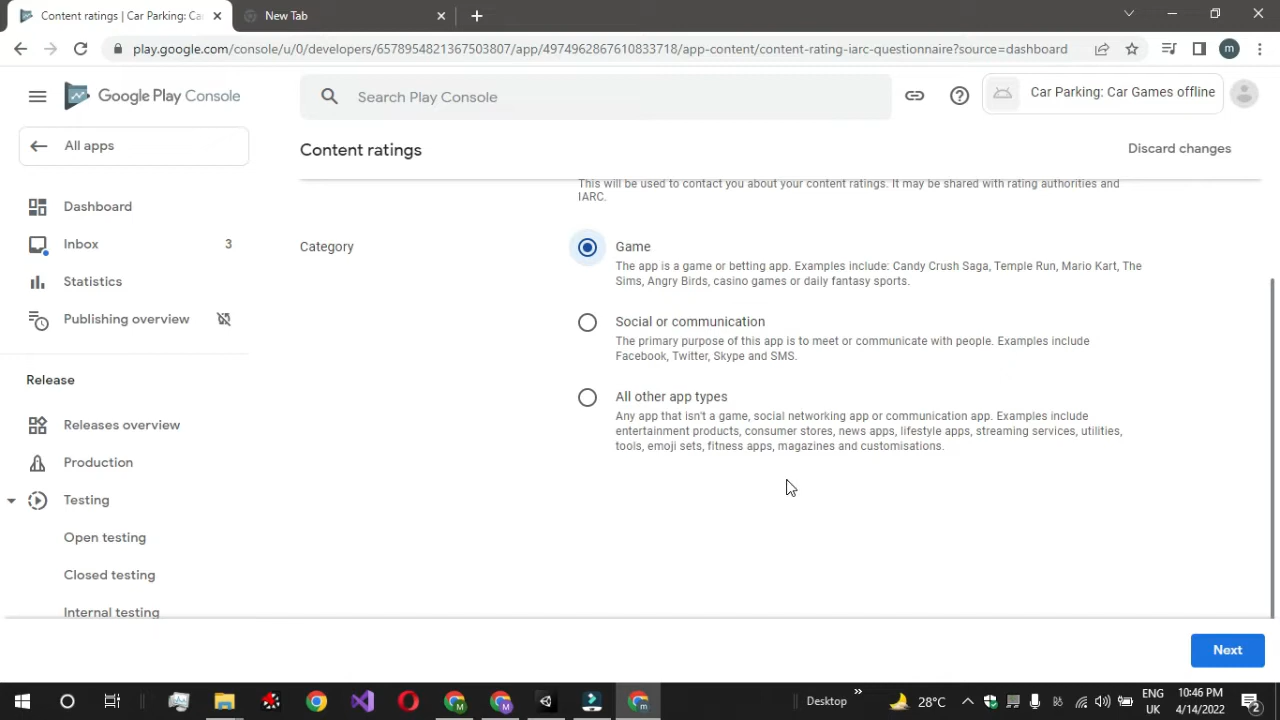 Content ratings | Car Parking: Ca
New Tab
play.google.com/console/u/0/developers/6578954821367503807/app/4974962867610833718/app-content/content-rating-iarc-questionnaire?source=dashboard
m
Google Play Console
Search Play Console
Car Parking: Car Games offline
All apps
Content ratings
Discard changes
This will be used to contact you about your content ratings. It may be shared with rating authorities and
IARC.
Dashboard
Inbox 3
Statistics
Publishing overview
Release
Releases overview
Production
Testing
Open testing
Closed testing
Internal testing
Category
Game
The app is a game or betting app. Examples include: Candy Crush Saga, Temple Run, Mario Kart, The
Sims, Angry Birds, casino games or daily fantasy sports.
Social or communication
The primary purpose of this app is to meet or communicate with people. Examples include
Facebook, Twitter, Skype and SMS.
All other app types
Any app that isn't a game, social networking app or communication app. Examples include
entertainment products, consumer stores, news apps, lifestyle apps, streaming services, utilities,
tools, emoji sets, fitness apps, magazines and customisations.
Next
Desktop
28°C
ENG
UK
10:46 PM
4/14/2022
2